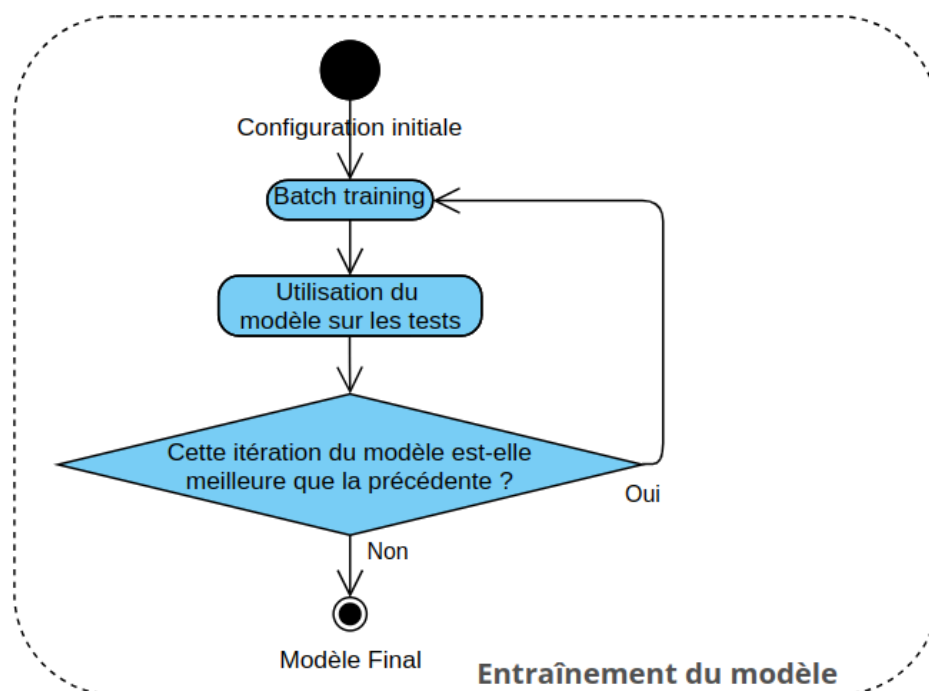 Configuration initiale
Batch training
Utilisation du
modèle sur les tests
Cette itération du modèle est-elle
meilleure que la précédente ?
Oui
Non
Modèle Final
Entraînement du modèle